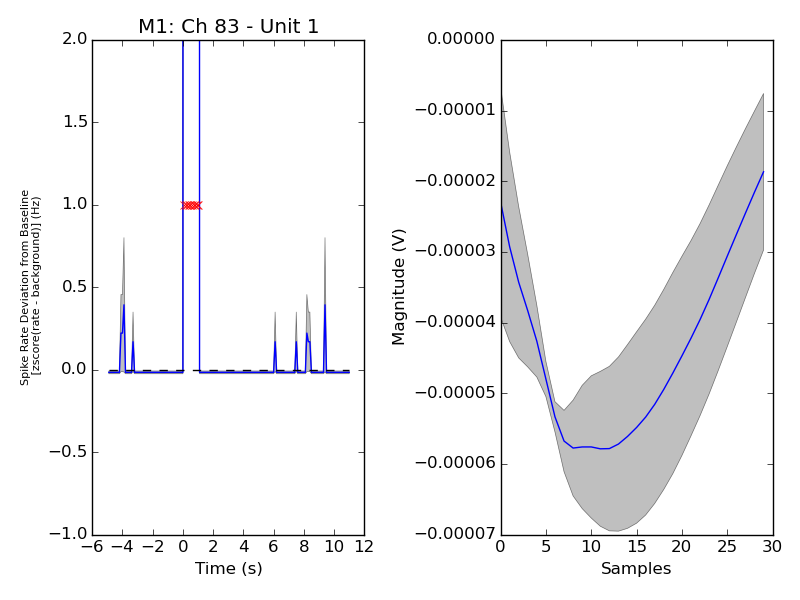 M1: Ch 83 - Unit 1
Spike Rate Deviation from Baseline
[zscore(rate - background)] (Hz)
2.0
1.5
1.0
0.5
0.0
−0.5
−1.0
−6 −4 −2 0 2 4 6 8 10 12
Time (s)
Magnitude (V)
0.00000
−0.00001
−0.00002
−0.00003
−0.00004
−0.00005
−0.00006
−0.00007
0 5 10 15 20 25 30
Samples